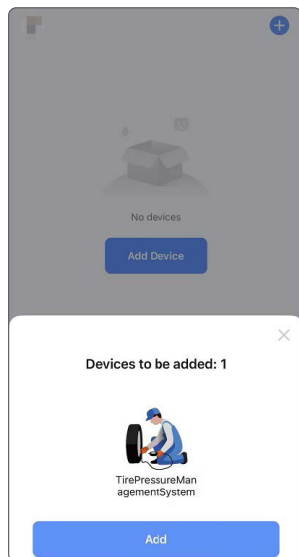 No devices
Add Device
Devices to be added: 1
TirePressureMan
agementSystem
Add